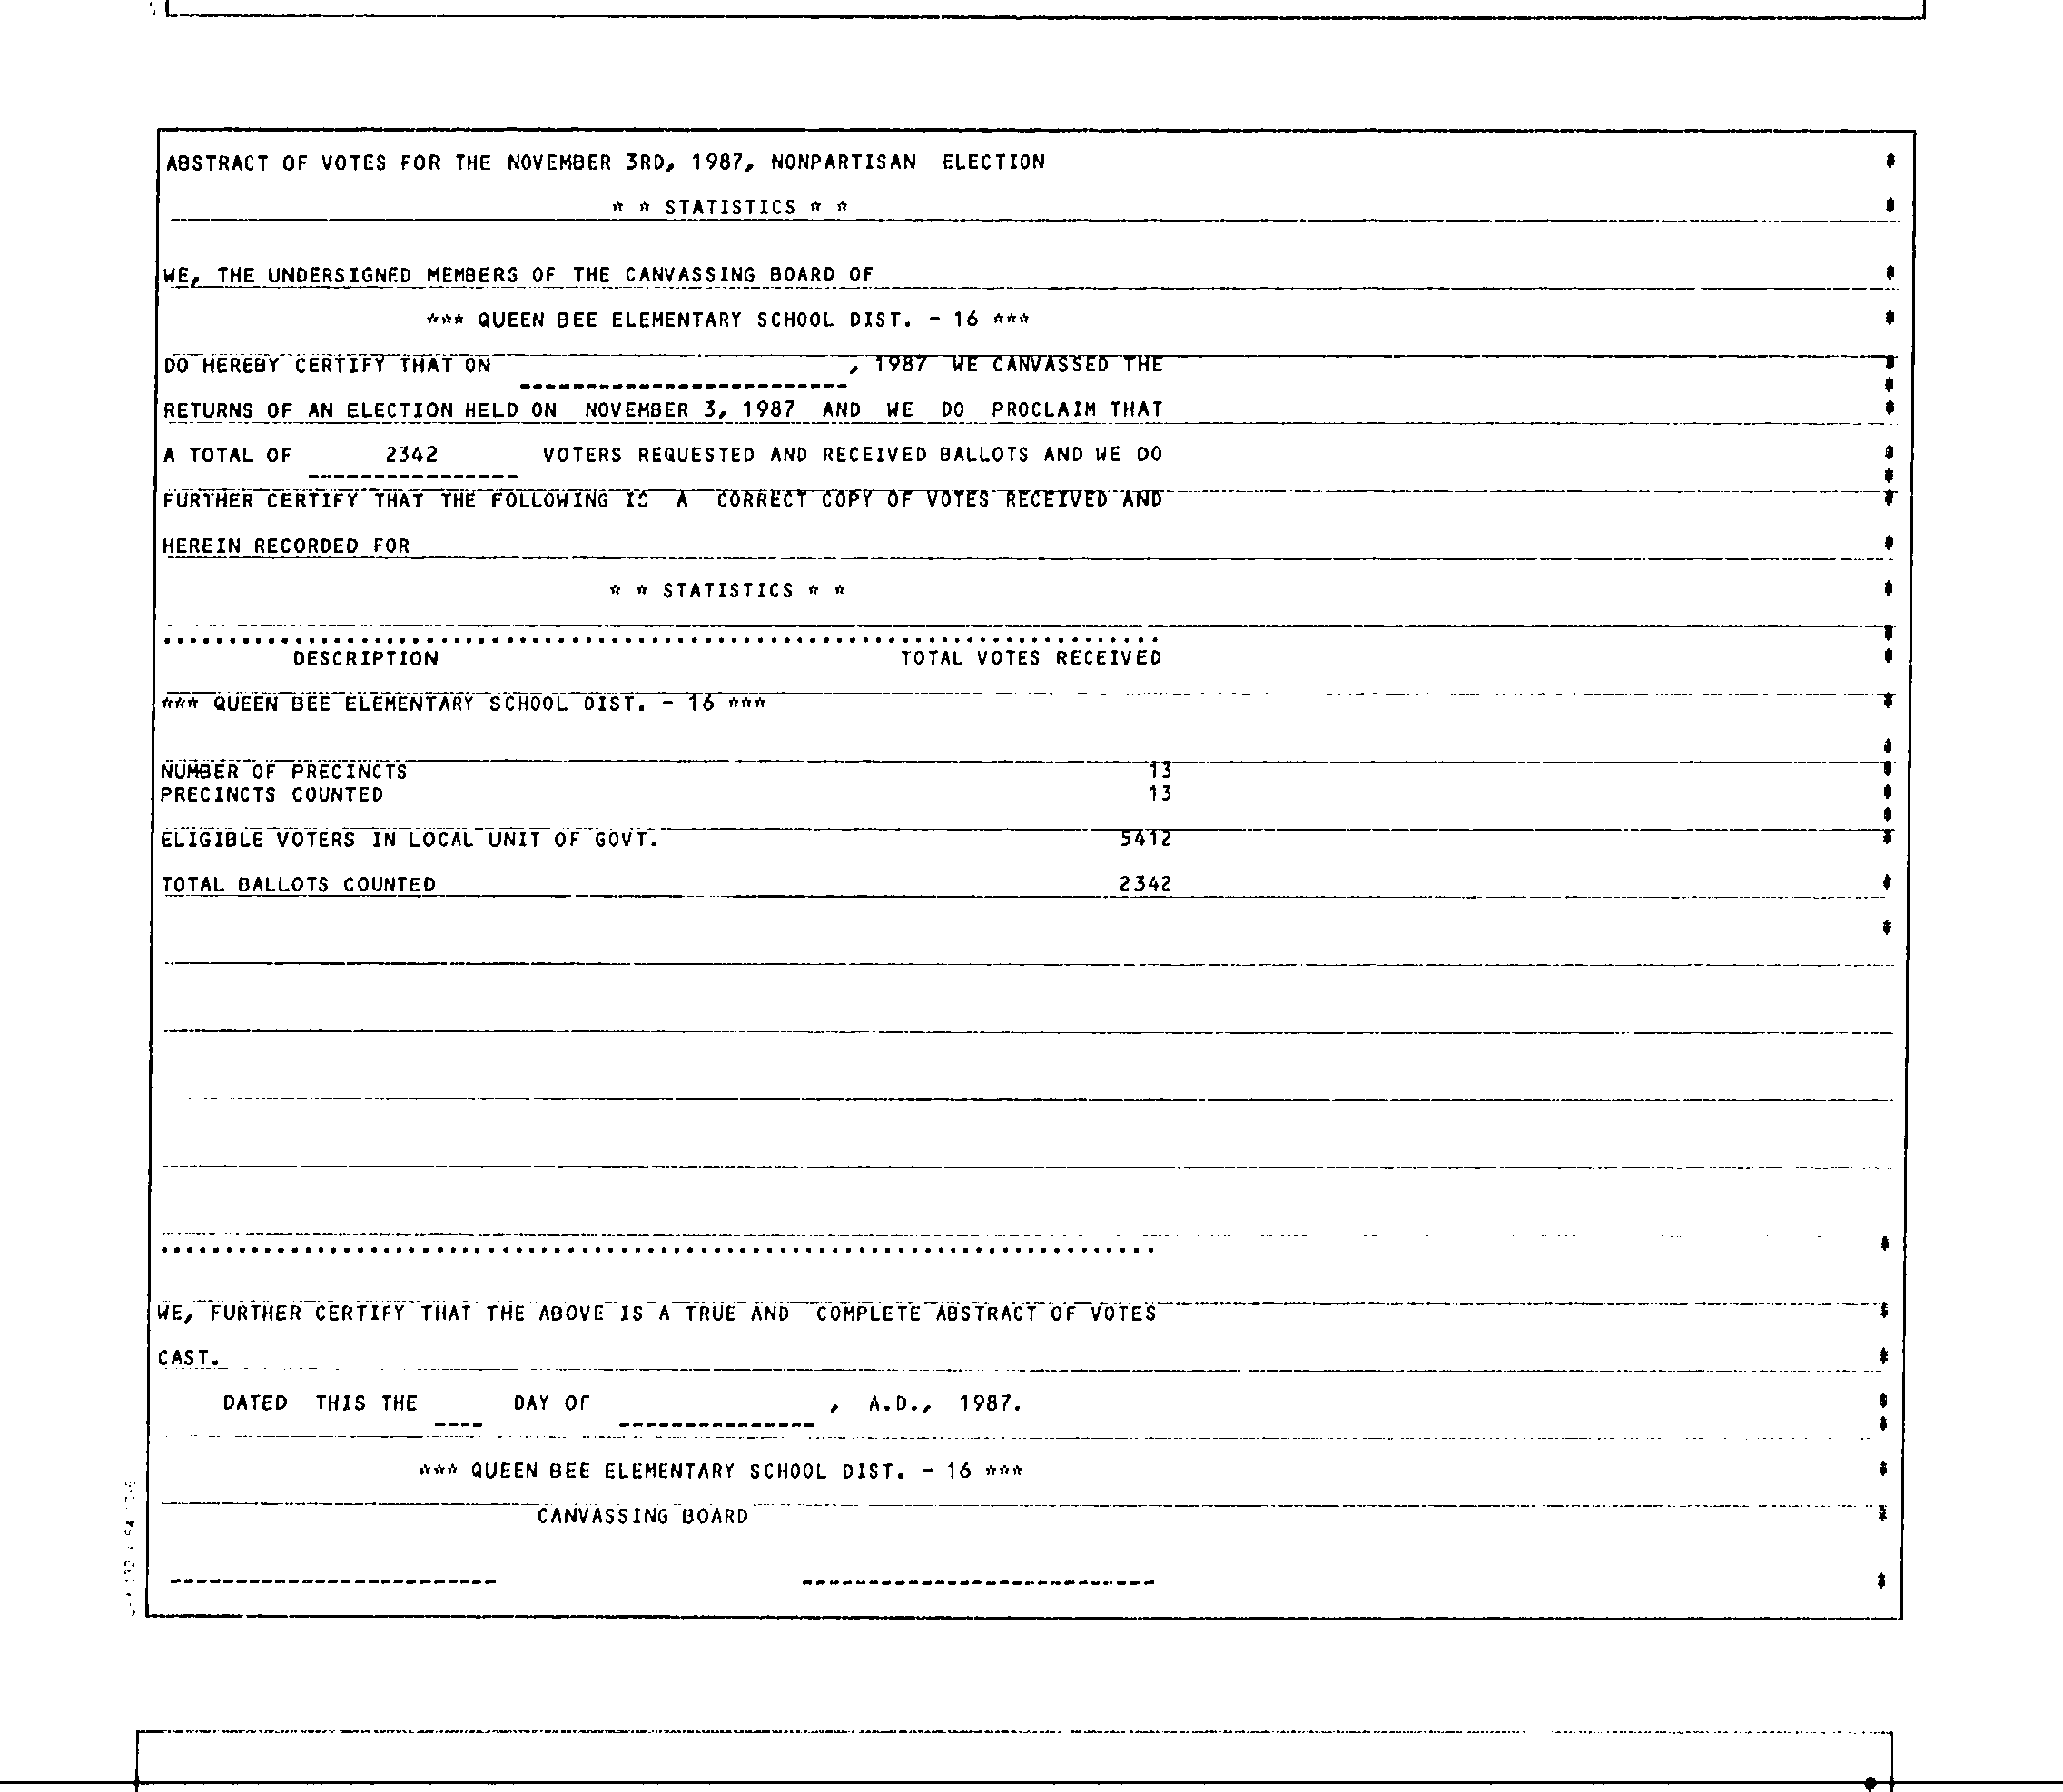 ABSTRACT OF VOTES FOR THE NOVEMBER 3RD, 1987, NONPARTISAN ELECTION
* * STATISTICS * *
WE, THE UNDERSIGNED MEMBERS OF THE CANVASSING BOARD OF
*** QUEEN BEE ELEMENTARY SCHOOL DIST. - 16 ***
DO HEREBY CERTIFY THAT ON , 1987 WE CANVASSED THE
RETURNS OF AN ELECTION HELD ON NOVEMBER 3, 1987 AND WE DO PROCLAIM THAT
A TOTAL OF 2342 VOTERS REQUESTED AND RECEIVED BALLOTS AND WE DO
FURTHER CERTIFY THAT THE FOLLOWING IS A CORRECT COPY OF VOTES RECEIVED AND
HEREIN RECORDED FOR
* * STATISTICS * *
DESCRIPTION TOTAL VOTES RECEIVED
*** QUEEN BEE ELEMENTARY SCHOOL DIST. - 16 ***
NUMBER OF PRECINCTS 13
PRECINCTS COUNTED 13
ELIGIBLE VOTERS IN LOCAL UNIT OF GOVT. 5412
TOTAL BALLOTS COUNTED 2342
WE, FURTHER CERTIFY THAT THE ABOVE IS A TRUE AND COMPLETE ABSTRACT OF VOTES
CAST.
DATED THIS THE ---- DAY OF --------------- , A.D., 1987.
*** QUEEN BEE ELEMENTARY SCHOOL DIST. - 16 ***
CANVASSING BOARD